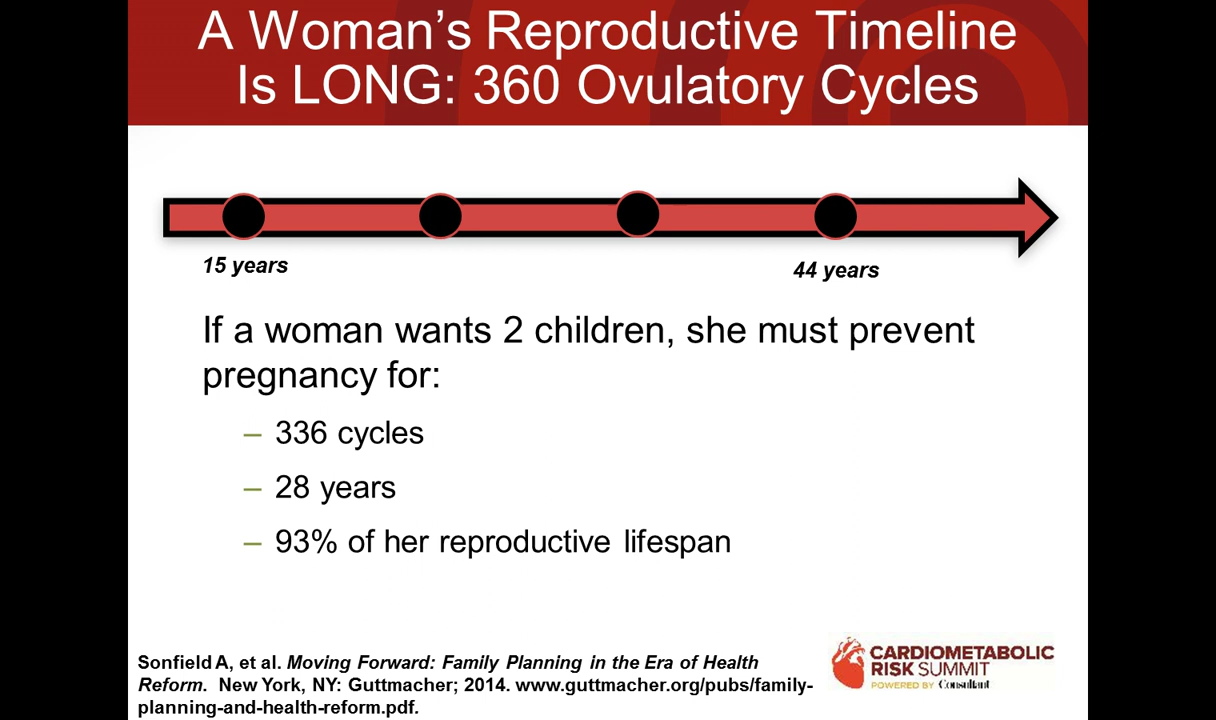 A Woman’s Reproductive Timeline
Is LONG: 360 Ovulatory Cycles
15 years
44 years
If a woman wants 2 children, she must prevent
pregnancy for:
– 336 cycles
– 28 years
– 93% of her reproductive lifespan
Sonfield A, et al. Moving Forward: Family Planning in the Era of Health
Reform. New York, NY: Guttmacher; 2014. www.guttmacher.org/pubs/family-
planning-and-health-reform.pdf.
CARDIOMETABOLIC
RISK SUMMIT
POWERED BY Consultant